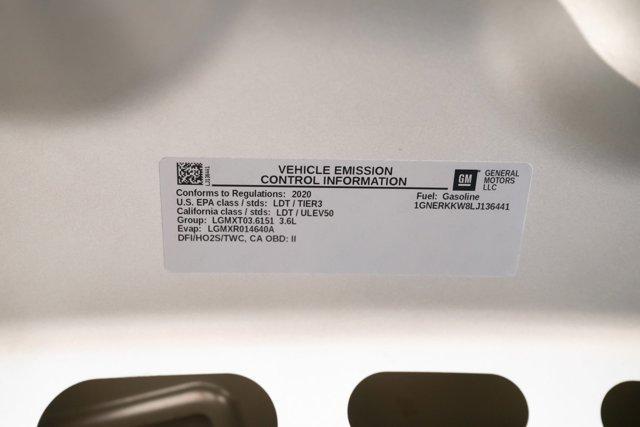 VEHICLE EMISSION
CONTROL INFORMATION
GM
GENERAL
MOTORS
LLC
Conforms to Regulations: 2020
U.S. EPA class / stds: LDT / TIER3
California class / stds: LDT / ULEV50
Group: LGMXT03.6151 3.6L
Evap: LGMXR014640A
DFI/HO2S/TWC, CA OBD: II
Fuel: Gasoline
1GNERKKW8LJ136441